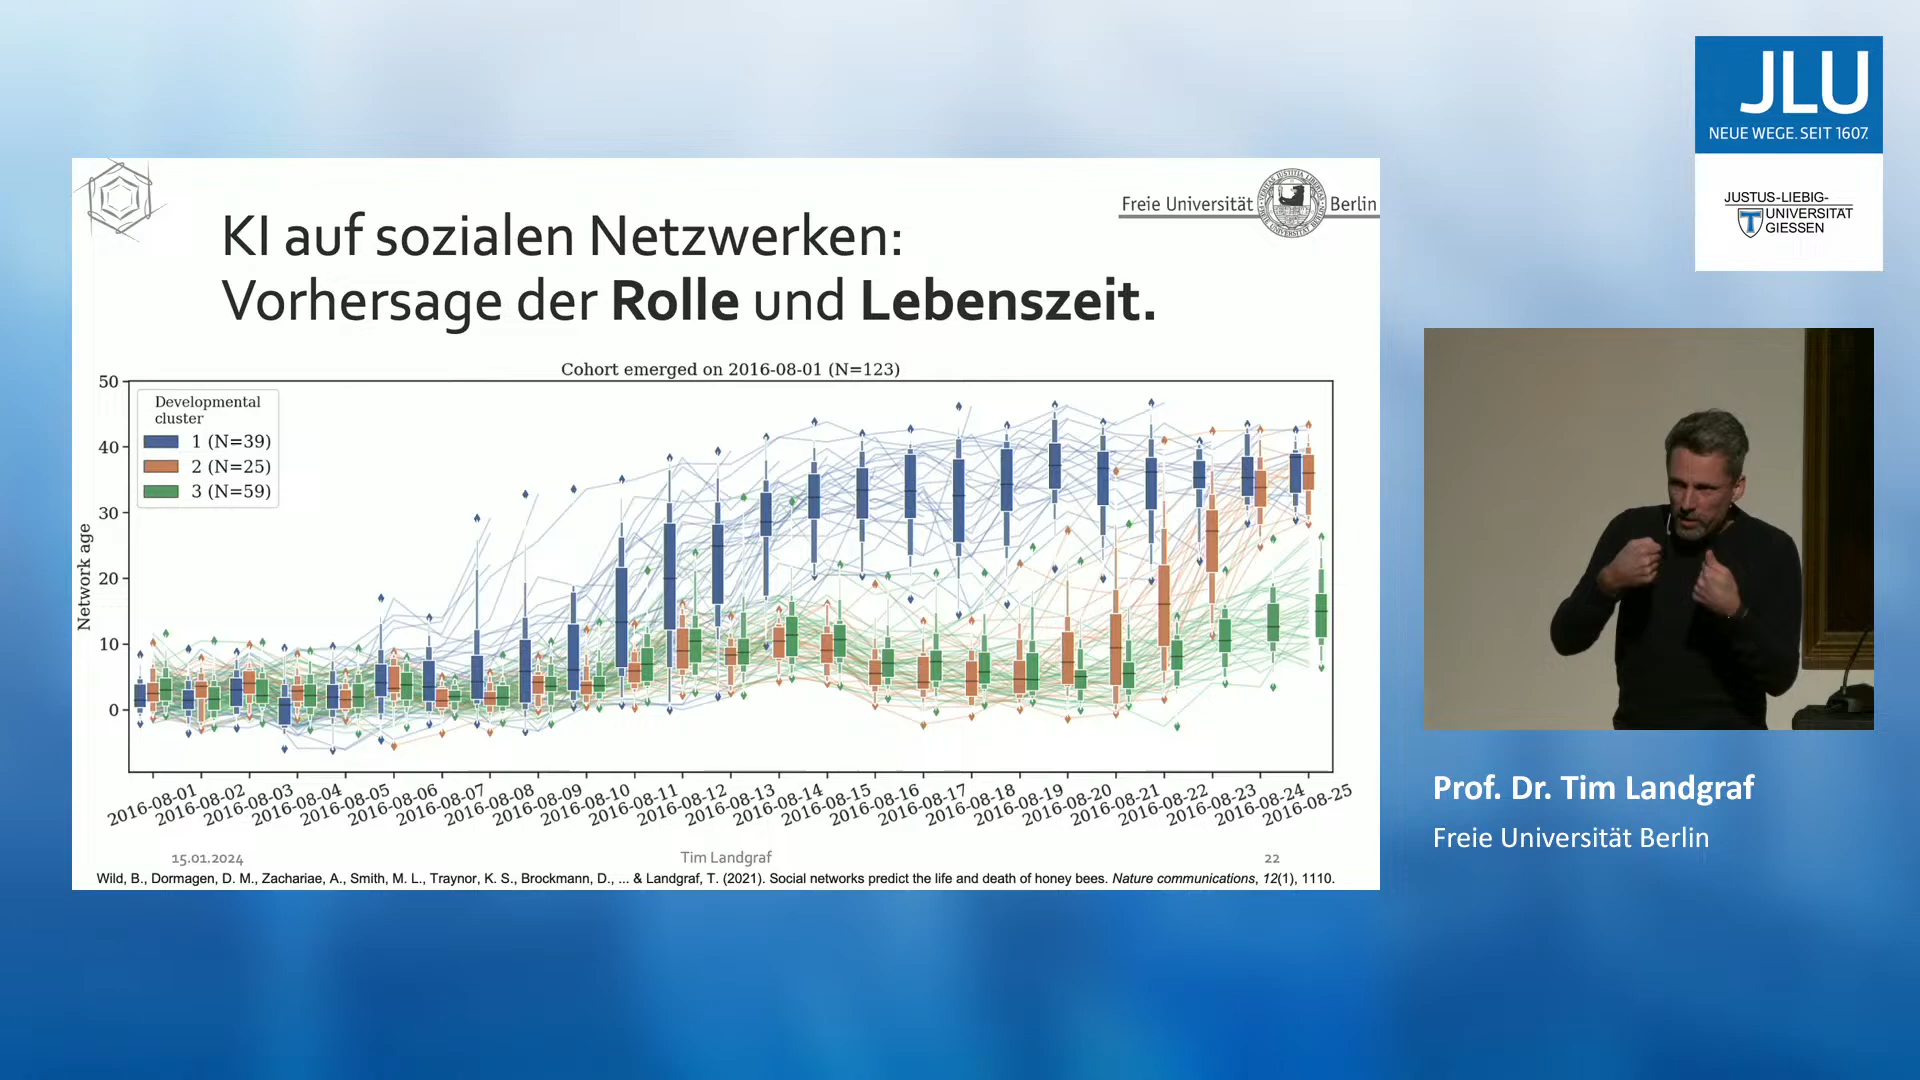 JLU
NEUE WEGE. SEIT 1607.
JUSTUS-LIEBIG-
UNIVERSITÄT
GIESSEN
Freie Universität Berlin
KI auf sozialen Netzwerken:
Vorhersage der Rolle und Lebenszeit.
Cohort emerged on 2016-08-01 (N=123)
Developmental
cluster
1 (N=39)
2 (N=25)
3 (N=59)
Network age
50
40
30
20
10
0
2016-08-01
2016-08-02
2016-08-03
2016-08-04
2016-08-05
2016-08-06
2016-08-07
2016-08-08
2016-08-09
2016-08-10
2016-08-11
2016-08-12
2016-08-13
2016-08-14
2016-08-15
2016-08-16
2016-08-17
2016-08-18
2016-08-19
2016-08-20
2016-08-21
2016-08-22
2016-08-23
2016-08-24
2016-08-25
15.01.2024
Tim Landgraf
22
Wild, B., Dormagen, D. M., Zachariae, A., Smith, M. L., Traynor, K. S., Brockmann, D., ... & Landgraf, T. (2021). Social networks predict the life and death of honey bees. Nature communications, 12(1), 1110.
Prof. Dr. Tim Landgraf
Freie Universität Berlin